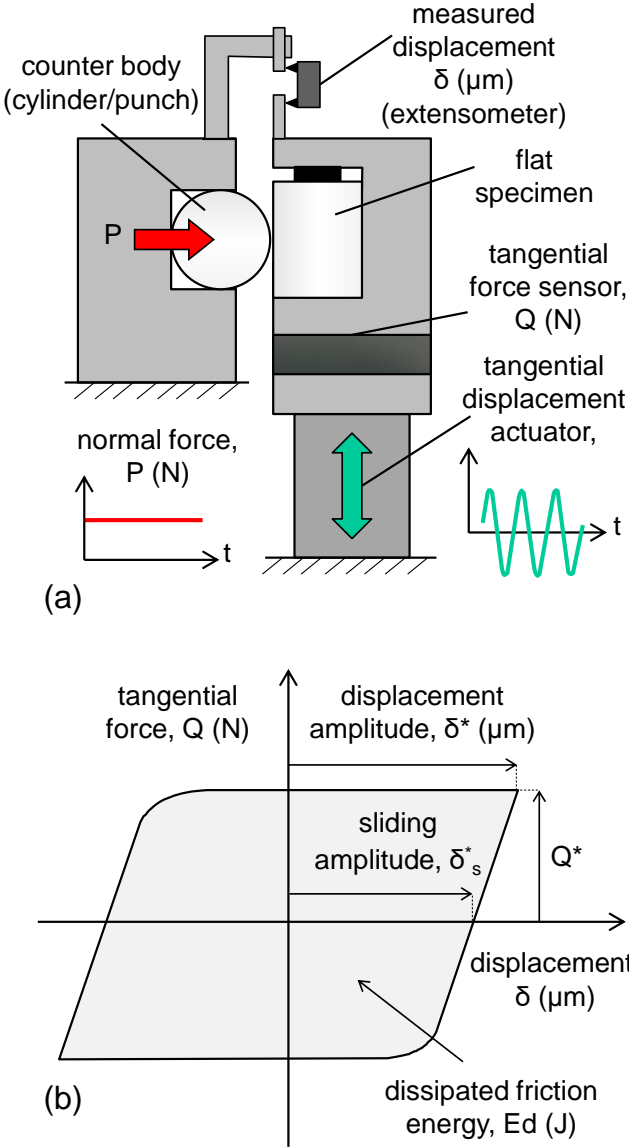 measured
displacement
δ (μm)
(extensometer)
counter body
(cylinder/punch)
flat
specimen
P
tangential
force sensor,
Q (N)
tangential
displacement
actuator,
normal force,
P (N)
t
t
(a)
tangential
force, Q (N)
displacement
amplitude, δ* (μm)
sliding
amplitude, δ*s
Q*
displacement
δ (μm)
(b)
dissipated friction
energy, Ed (J)